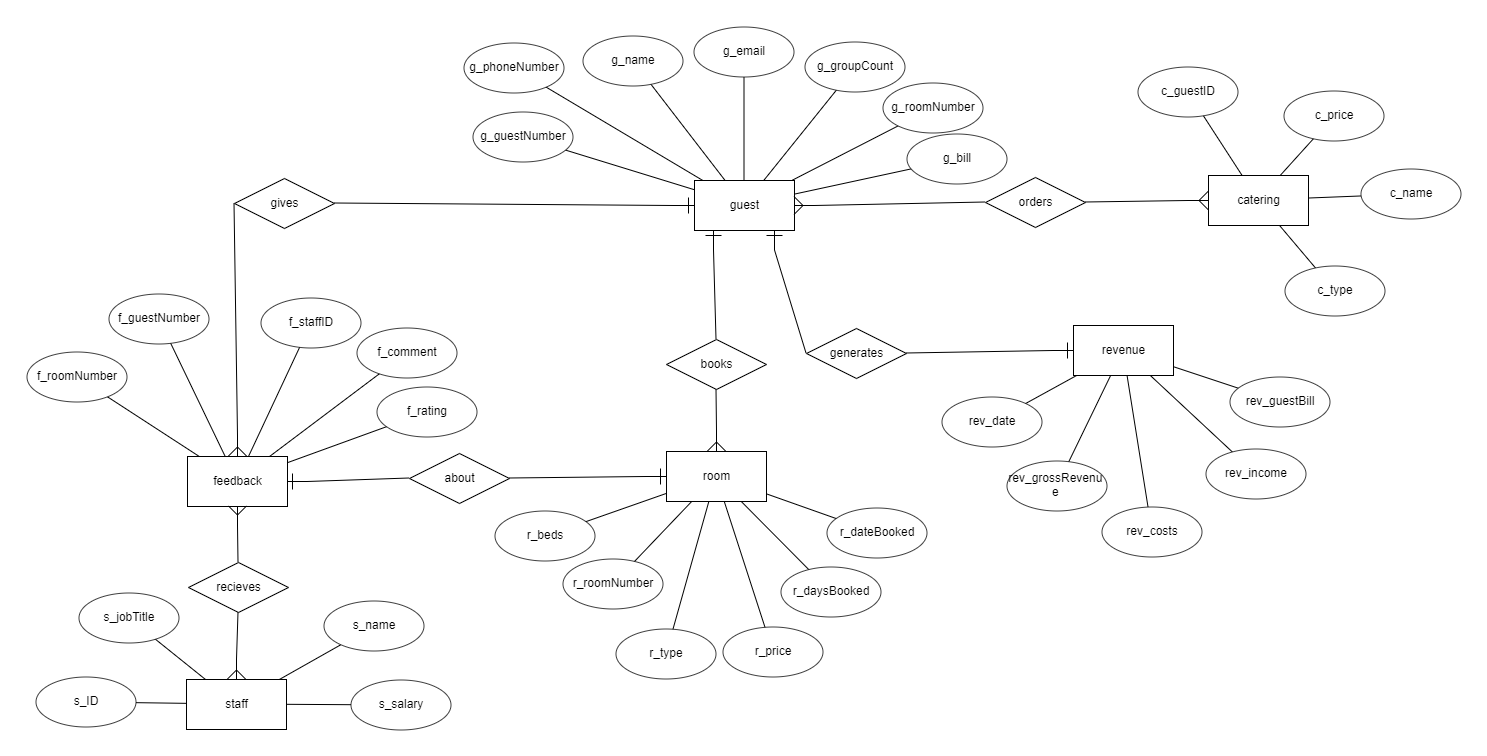 g_phoneNumber
g_name
g_email
g_groupCount
g_roomNumber
g_guestNumber
g_bill
c_guestID
c_price
c_name
c_type
gives
guest
orders
catering
f_guestNumber
f_staffID
f_comment
f_roomNumber
f_rating
books
generates
revenue
rev_date
rev_guestBill
rev_grossRevenu
e
rev_income
rev_costs
feedback
about
room
r_beds
r_dateBooked
r_roomNumber
r_daysBooked
r_type
r_price
recieves
s_jobTitle
s_name
s_ID
staff
s_salary